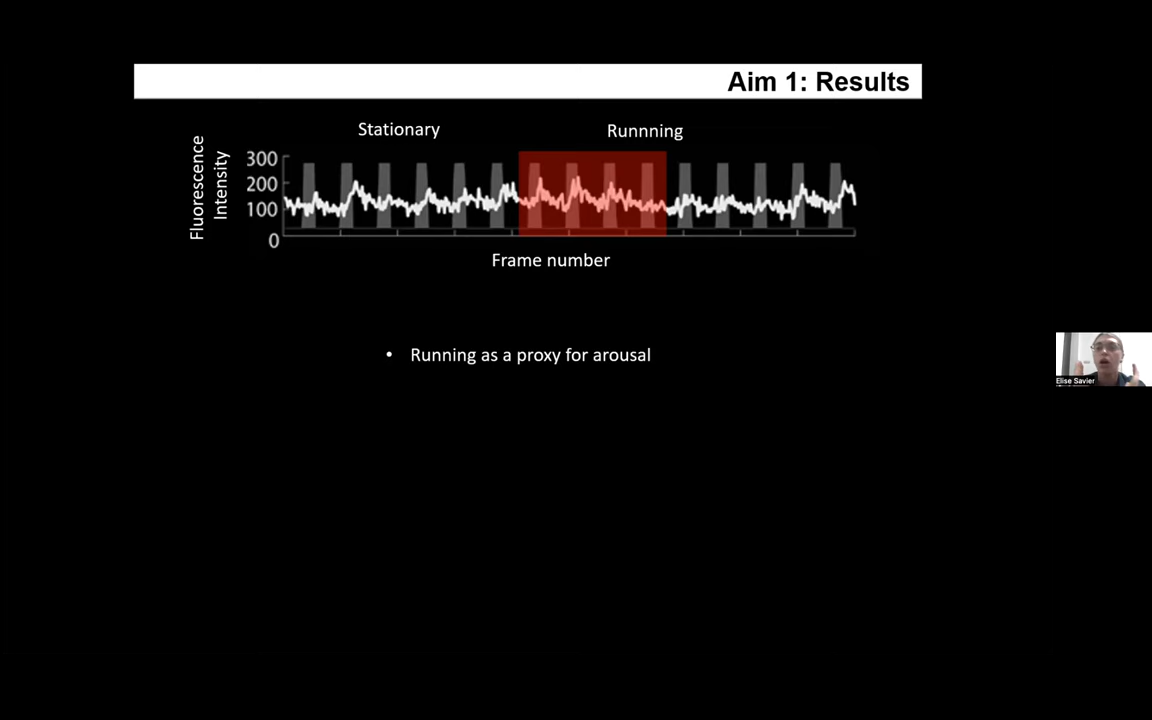 Aim 1: Results
Stationary
Runnning
Fluorescence
Intensity
300
200
100
0
Frame number
• Running as a proxy for arousal
Elise Savier